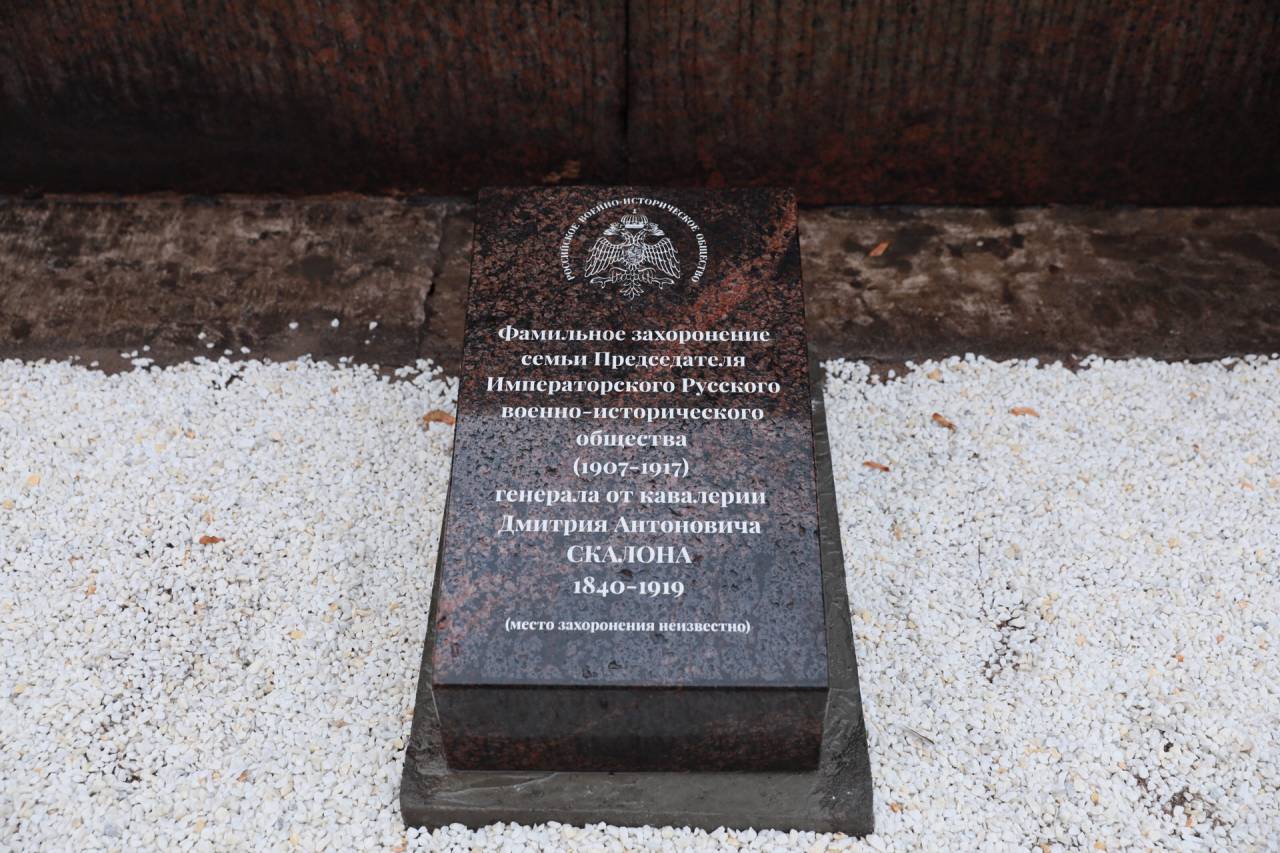 РОССИЙСКОЕ ВОЕННО-ИСТОРИЧЕСКОЕ ОБЩЕСТВО
Фамильное захоронение
семьи Председателя
Императорского Русского
военно-исторического
общества
(1907-1917)
генерала от кавалерии
Дмитрия Антоновича
СКАЛОНА
1840-1919
(место захоронения неизвестно)